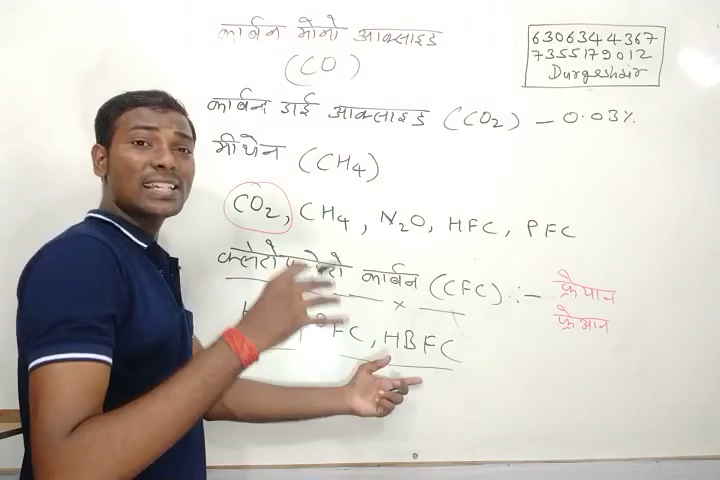 कार्बन मोनो आक्साइड
(CO)
6306344367
7355179012
Durgeshsir
कार्बन डाई आक्साइड (CO2) – 0.03%
मीथेन (CH4)
CO2, CH4, N2O, HFC, PFC
कार्बन (CFC) :-
फ्रेयान
फ्रेआन
FC, HBFC